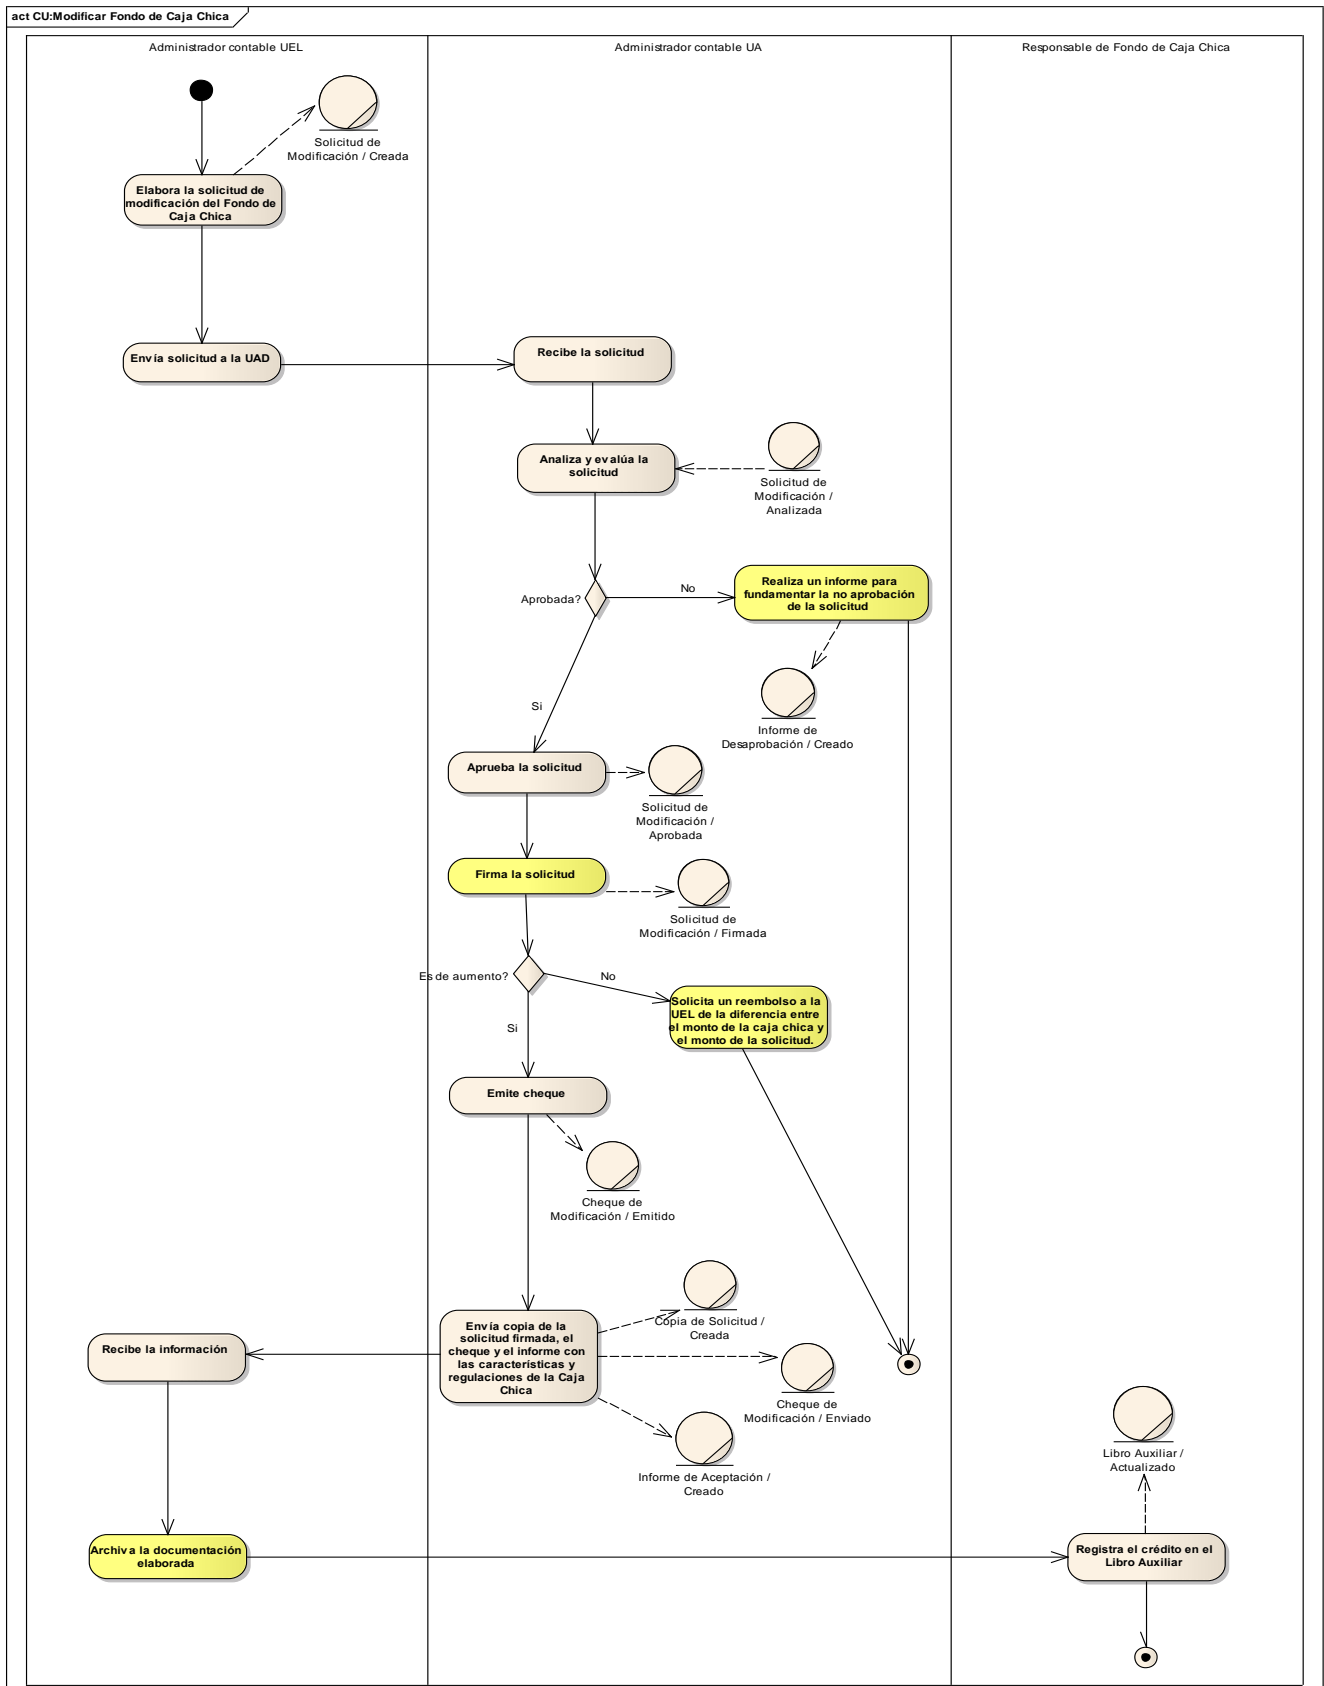 act CU:Modificar Fondo de Caja Chica
Administrador contable UEL
Administrador contable UA
Responsable de Fondo de Caja Chica
Solicitud de
Modificación / Creada
Elabora la solicitud de
modificación del Fondo de
Caja Chica
Envía solicitud a la UAD
Recibe la solicitud
Analiza y evalúa la
solicitud
Solicitud de
Modificación /
Analizada
Aprobada?
No
Realiza un informe para
fundamentar la no aprobación
de la solicitud
Si
Informe de
Desaprobación / Creado
Aprueba la solicitud
Solicitud de
Modificación /
Aprobada
Firma la solicitud
Solicitud de
Modificación / Firmada
Es de aumento?
No
Solicita un reembolso a la
UEL de la diferencia entre
el monto de la caja chica y
el monto de la solicitud.
Si
Emite cheque
Cheque de
Modificación / Emitido
Envía copia de la
solicitud firmada, el
cheque y el informe con
las características y
regulaciones de la Caja
Chica
Copia de Solicitud /
Creada
Recibe la información
Cheque de
Modificación / Enviado
Informe de Aceptación /
Creado
Libro Auxiliar /
Actualizado
Archiva la documentación
elaborada
Registra el crédito en el
Libro Auxiliar